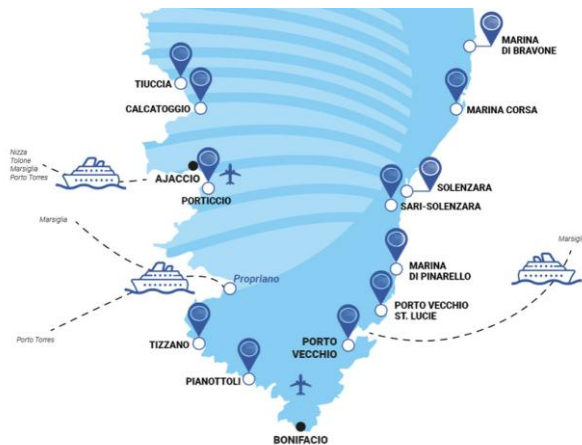 MARINA
DI BRAVONE
TIUCCIA
CALCATOGGIO
MARINA CORSA
Nizza
Tolone
Marsiglia
Porto Torres
AJACCIO
PORTICCIO
SOLENZARA
SARI-SOLENZARA
Marsiglia
Marsigl
MARINA
DI PINARELLO
Propriano
PORTO VECCHIO
ST. LUCIE
Porto Torres
TIZZANO
PORTO
VECCHIO
PIANOTTOLI
BONIFACIO